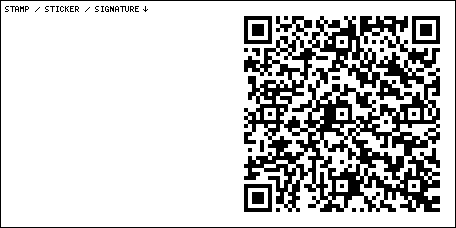 STAMP / STICKER / SIGNATURE ↓